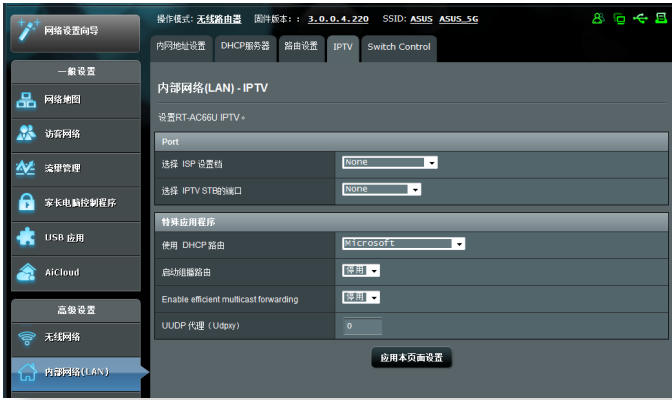 网络设置向导
操作模式: 无线路由器 固件版本: : 3.0.0.4.220 SSID: ASUS ASUS_5G
内网地址设置 DHCP服务器 路由设置 IPTV Switch Control
一般设置
网络地图
访客网络
流量管理
家长电脑控制程序
USB 应用
AiCloud
高级设置
无线网络
内部网络(LAN)
内部网络(LAN) - IPTV
设置RT-AC66U IPTV。
Port
选择 ISP 设置档 None
选择 IPTV STB的端口 None
特殊应用程序
使用 DHCP 路由 Microsoft
启动组播路由 停用
Enable efficient multicast forwarding 停用
UUDP 代理 (Udpxy) 0
应用本页面设置